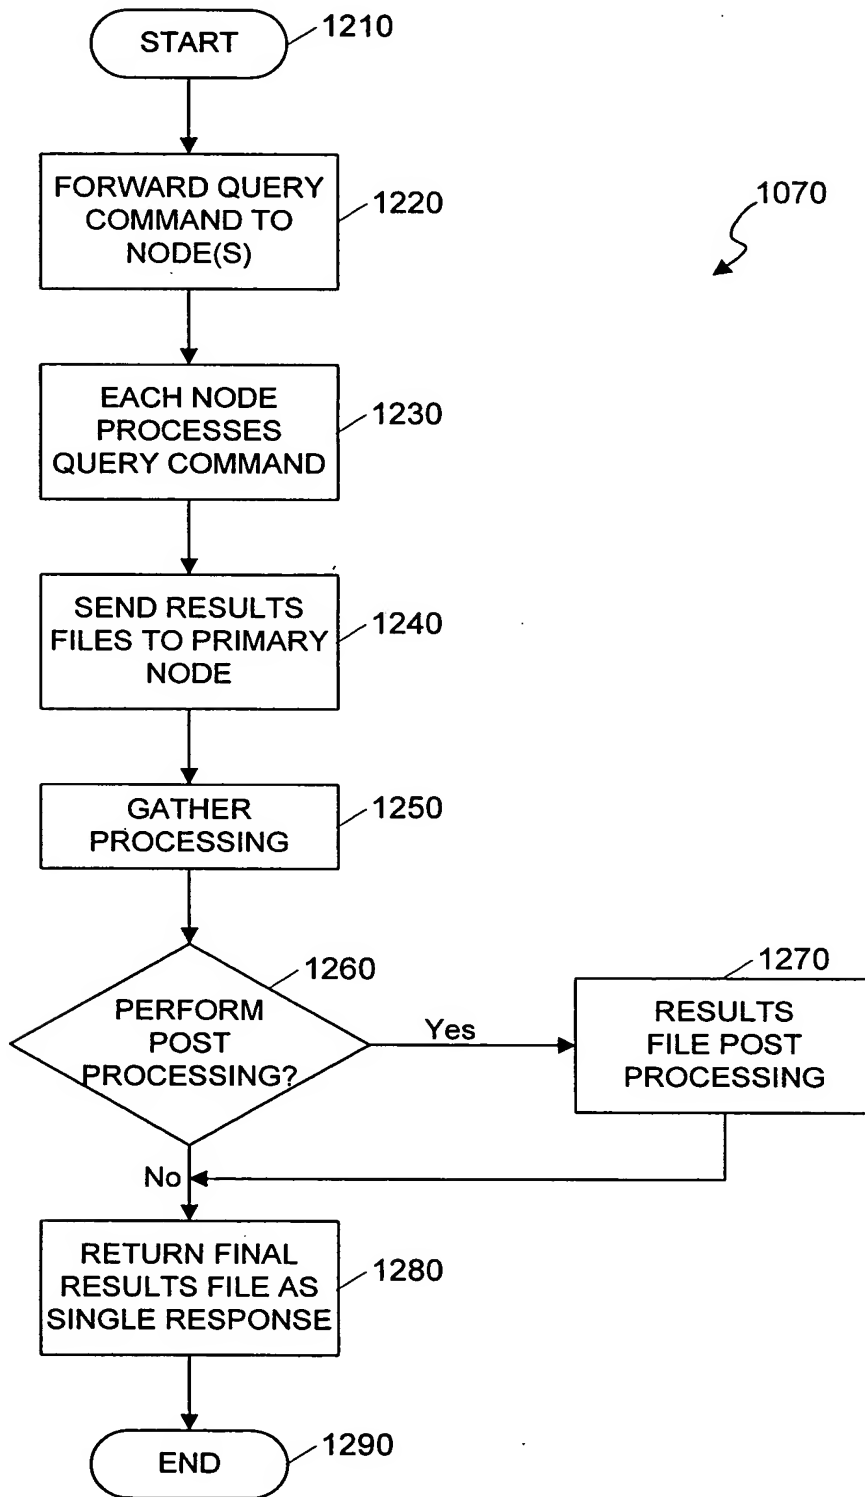 START
1210
FORWARD QUERY
COMMAND TO
NODE(S)
1220
1070
EACH NODE
PROCESSES
QUERY COMMAND
1230
SEND RESULTS
FILES TO PRIMARY
NODE
1240
GATHER
PROCESSING
1250
PERFORM
POST
PROCESSING?
1260
Yes
RESULTS
FILE POST
PROCESSING
1270
No
RETURN FINAL
RESULTS FILE AS
SINGLE RESPONSE
1280
END
1290